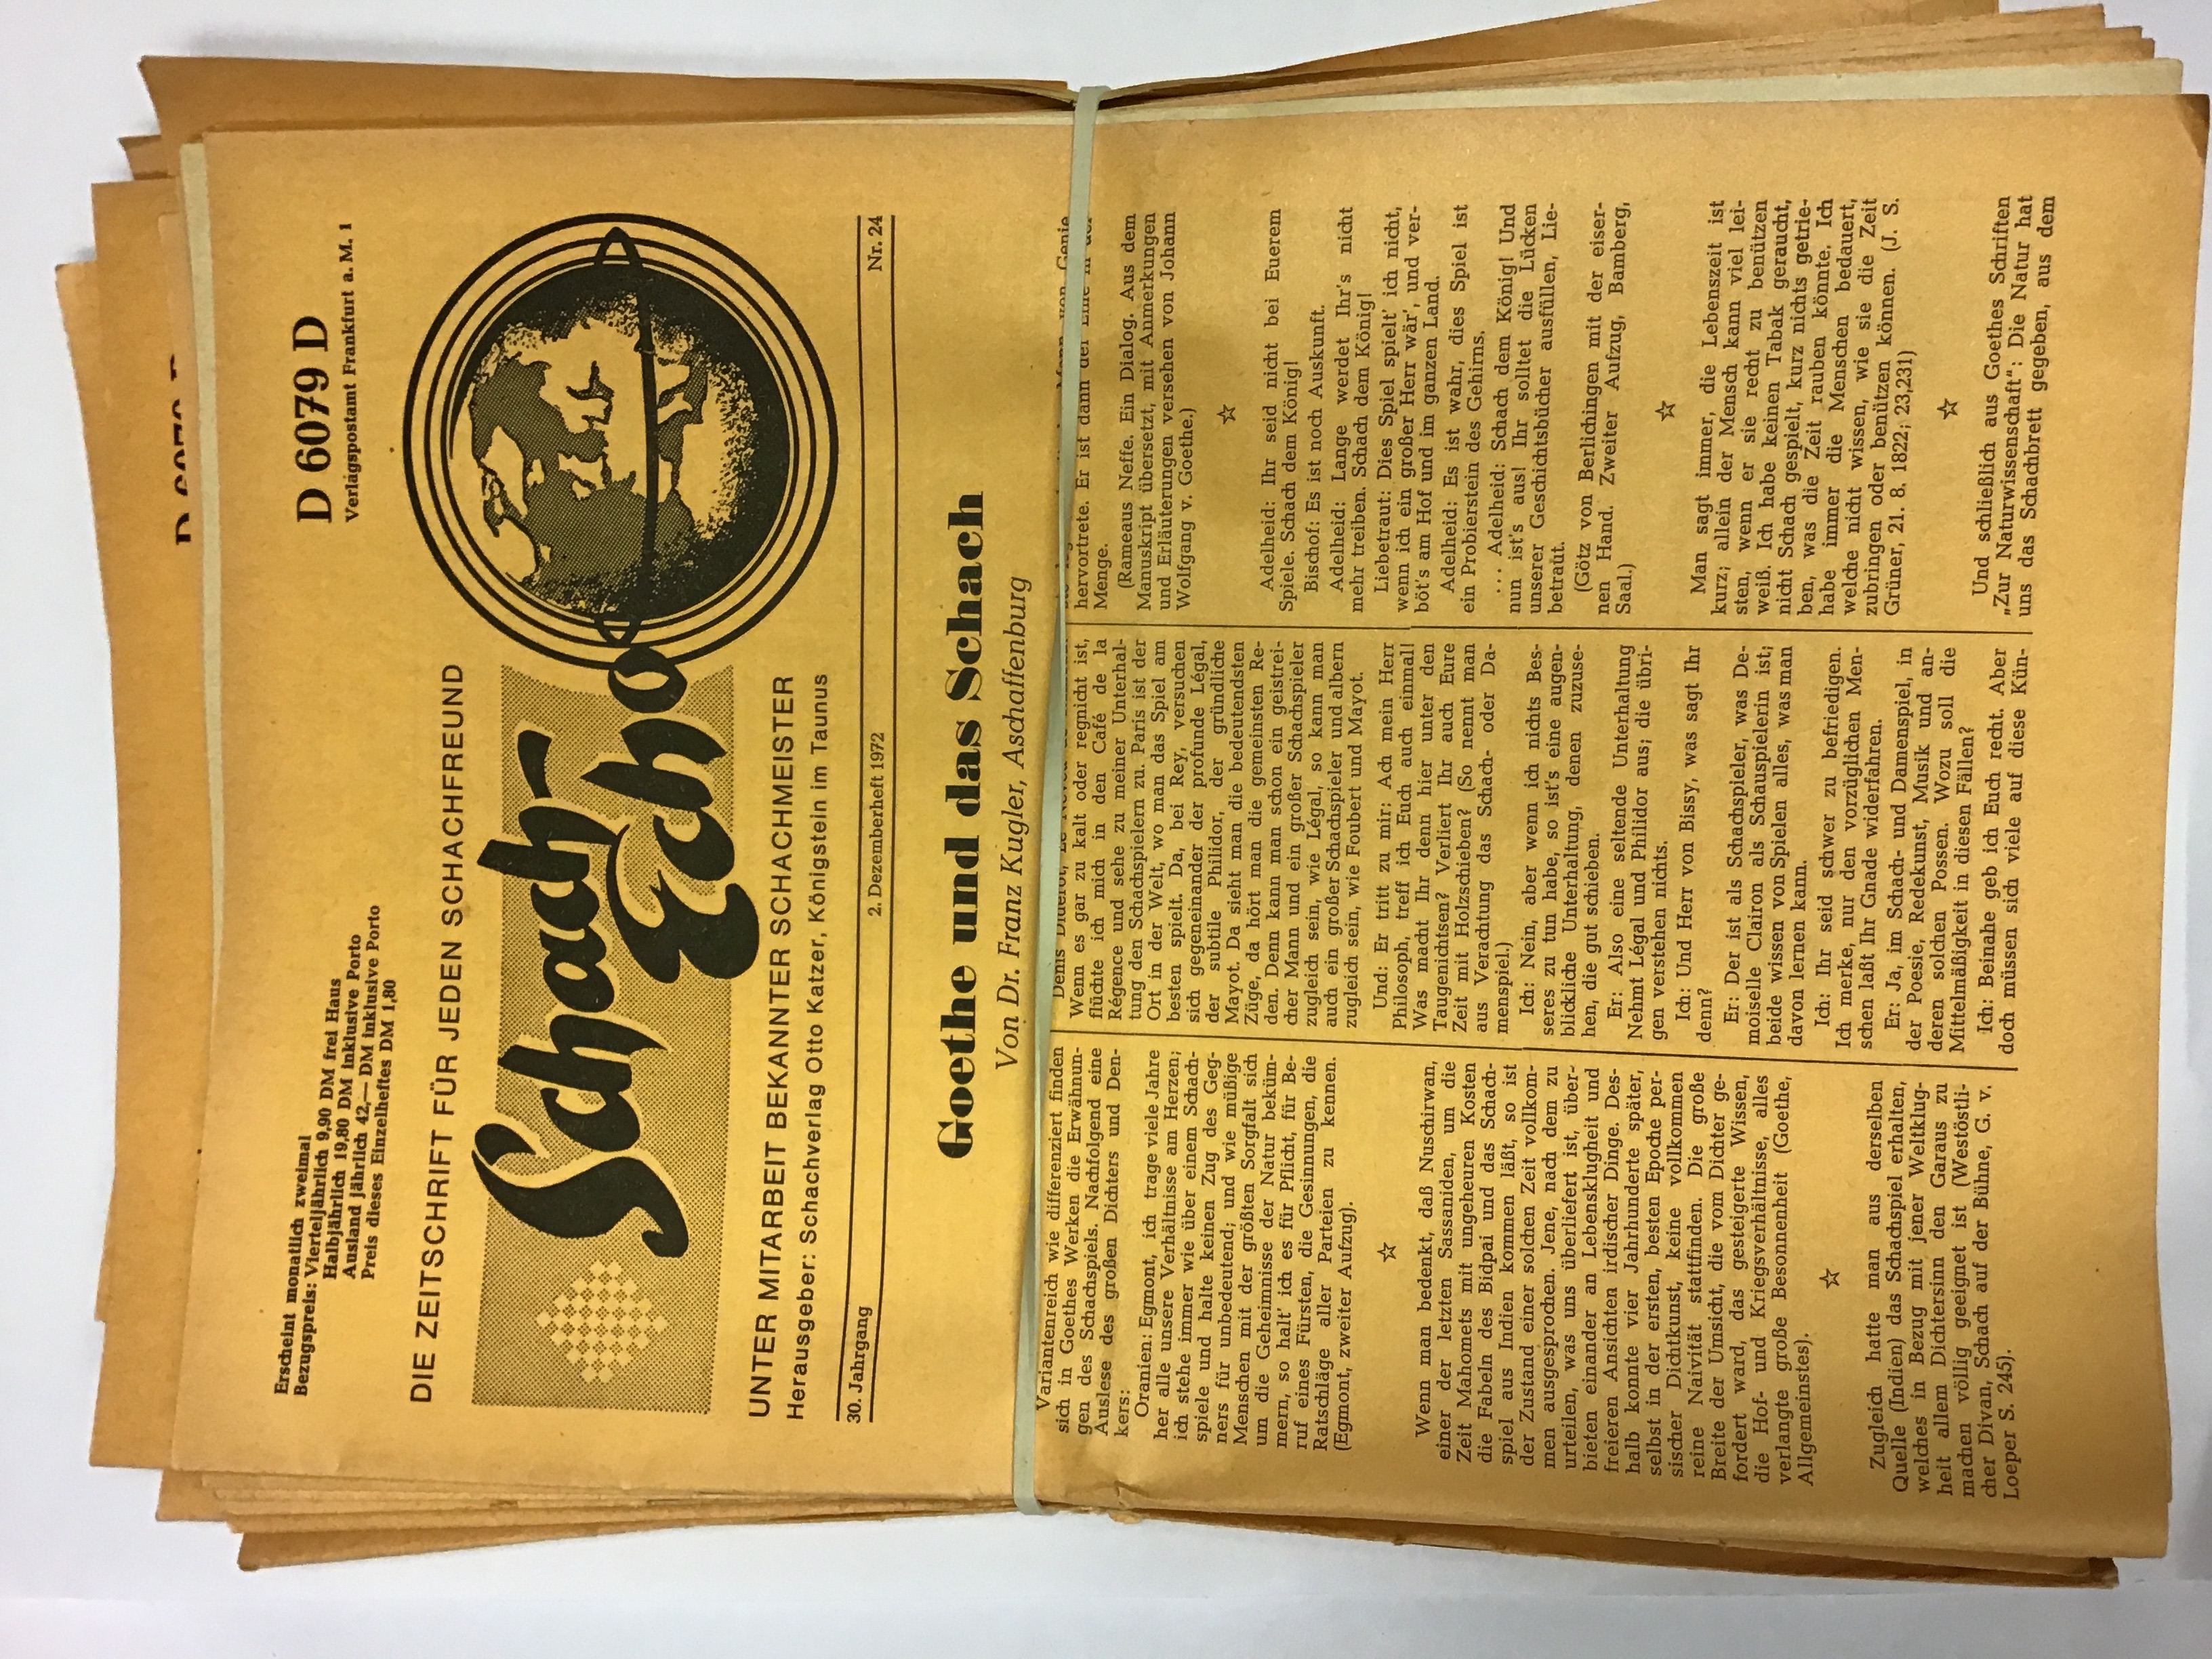 Erscheint monatlich zweimal
Bezugspreis: Vierteljährlich 9,90 DM frei Haus
Halbjährlich 19,80 DM inklusive Porto
Ausland jährlich 42,— DM inklusive Porto
Preis dieses Einzelheftes DM 1,80
D 6079 D
Verlagspostamt Frankfurt a. M. 1
DIE ZEITSCHRIFT FÜR JEDEN SCHACHFREUND
Schach-
Echo
UNTER MITARBEIT BEKANNTER SCHACHMEISTER
Herausgeber: Schachverlag Otto Katzer, Königstein im Taunus
30. Jahrgang 2. Dezemberheft 1972 Nr. 24
Goethe und das Schach
Von Dr. Franz Kugler, Aschaffenburg
Variantenreich wie differenziert finden
sich in Goethes Werken die Erwähnun-
gen des Schachspiels. Nachfolgend eine
Auslese des großen Dichters und Den-
kers:
Oranien: Egmont, ich trage viele Jahre
her alle unsere Verhältnisse am Herzen;
ich stehe immer wie über einem Schach-
spiele und halte keinen Zug des Geg-
ners für unbedeutend; und wie müßige
Menschen mit der größten Sorgfalt sich
um die Geheimnisse der Natur beküm-
mern, so halt' ich es für Pflicht, für Be-
ruf eines Fürsten, die Gesinnungen, die
Ratschläge aller Parteien zu kennen.
(Egmont, zweiter Aufzug).
☆
Wenn man bedenkt, daß Nuschirwan,
einer der letzten Sassaniden, um die
Zeit Mahomets mit ungeheuren Kosten
die Fabeln des Bidpai und das Schach-
spiel aus Indien kommen läßt, so ist
der Zustand einer solchen Zeit vollkom-
men ausgesprochen. Jene, nach dem zu
urteilen, was uns überliefert ist, über-
bieten einander an Lebensklugheit und
freieren Ansichten irdischer Dinge. Des-
halb konnte vier Jahrhunderte später,
selbst in der ersten, besten Epoche per-
sischer Dichtkunst, keine vollkommen
reine Naivität stattfinden. Die große
Breite der Umsicht, die vom Dichter ge-
fordert ward, das gesteigerte Wissen,
die Hof- und Kriegsverhältnisse, alles
verlangte große Besonnenheit (Goethe,
Allgemeinstes).
☆
Zugleich hatte man aus derselben
Quelle (Indien) das Schachspiel erhalten,
welches in Bezug mit jener Weltklug-
heit allem Dichtersinn den Garaus zu
machen völlig geeignet ist (Westöstli-
cher Divan, Schach auf der Bühne, G. v.
Loeper S. 245).
Denis Diderot,
Wenn es gar zu kalt oder regnicht ist,
flüchte ich mich in den Café de la
Régence und sehe zu meiner Unterhal-
tung den Schachspielern zu. Paris ist der
Ort in der Welt, wo man das Spiel am
besten spielt. Da, bei Rey, versuchen
sich gegeneinander der profunde Légal,
der subtile Philidor, der gründliche
Mayot. Da sieht man die bedeutendsten
Züge, da hört man die gemeinsten Re-
den. Denn kann man schon ein geistrei-
cher Mann und ein großer Schachspieler
zugleich sein, wie Légal, so kann man
auch ein großer Schachspieler und albern
zugleich sein, wie Foubert und Mayot.
Und: Er tritt zu mir: Ach mein Herr
Philosoph, treff ich Euch auch einmal!
Was macht Ihr denn hier unter den
Taugenichtsen? Verliert Ihr auch Eure
Zeit mit Holzschieben? (So nennt man
aus Verachtung das Schach- oder Da-
menspiel.)
Ich: Nein, aber wenn ich nichts Bes-
seres zu tun habe, so ist's eine augen-
blickliche Unterhaltung, denen zuzuse-
hen, die gut schieben.
Er: Also eine seltende Unterhaltung
Nehmt Légal und Philidor aus; die übri-
gen verstehen nichts.
Ich: Und Herr von Bissy, was sagt Ihr
denn?
Er: Der ist als Schachspieler, was De-
moiselle Clairon als Schauspielerin ist;
beide wissen von Spielen alles, was man
davon lernen kann.
Ich: Ihr seid schwer zu befriedigen.
Ich merke, nur den vorzüglichen Men-
schen laßt Ihr Gnade widerfahren.
Er: Ja, im Schach- und Damenspiel, in
der Poesie, Redekunst, Musik und an-
deren solchen Possen. Wozu soll die
Mittelmäßigkeit in diesen Fällen?
Ich: Beinahe geb ich Euch recht. Aber
doch müssen sich viele auf diese Kün-
hervortrete. Er ist dann der Eine in der
Menge.
(Rameaus Neffe. Ein Dialog. Aus dem
Manuskript übersetzt, mit Anmerkungen
und Erläuterungen versehen von Johann
Wolfgang v. Goethe.)
☆
Adelheid: Ihr seid nicht bei Euerem
Spiele. Schach dem König!
Bischof: Es ist noch Auskunft.
Adelheid: Lange werdet Ihr's nicht
mehr treiben. Schach dem König!
Liebetraut: Dies Spiel spielt' ich nicht,
wenn ich ein großer Herr wär', und ver-
böt's am Hof und im ganzen Land.
Adelheid: Es ist wahr, dies Spiel ist
ein Probierstein des Gehirns.
... Adelheid: Schach dem König! Und
nun ist's aus! Ihr solltet die Lücken
unserer Geschichtsbücher ausfüllen, Lie-
betraut.
(Götz von Berlichingen mit der eiser-
nen Hand. Zweiter Aufzug, Bamberg,
Saal.)
☆
Man sagt immer, die Lebenszeit ist
kurz; allein der Mensch kann viel lei-
sten, wenn er sie recht zu benützen
weiß. Ich habe keinen Tabak geraucht,
nicht Schach gespielt, kurz nichts getrie-
ben, was die Zeit rauben könnte. Ich
habe immer die Menschen bedauert,
welche nicht wissen, wie sie die Zeit
zubringen oder benützen können. (J. S.
Grüner, 21. 8. 1822; 23,231)
☆
Und schließlich aus Goethes Schriften
„Zur Naturwissenschaft“: Die Natur hat
uns das Schachbrett gegeben, aus dem